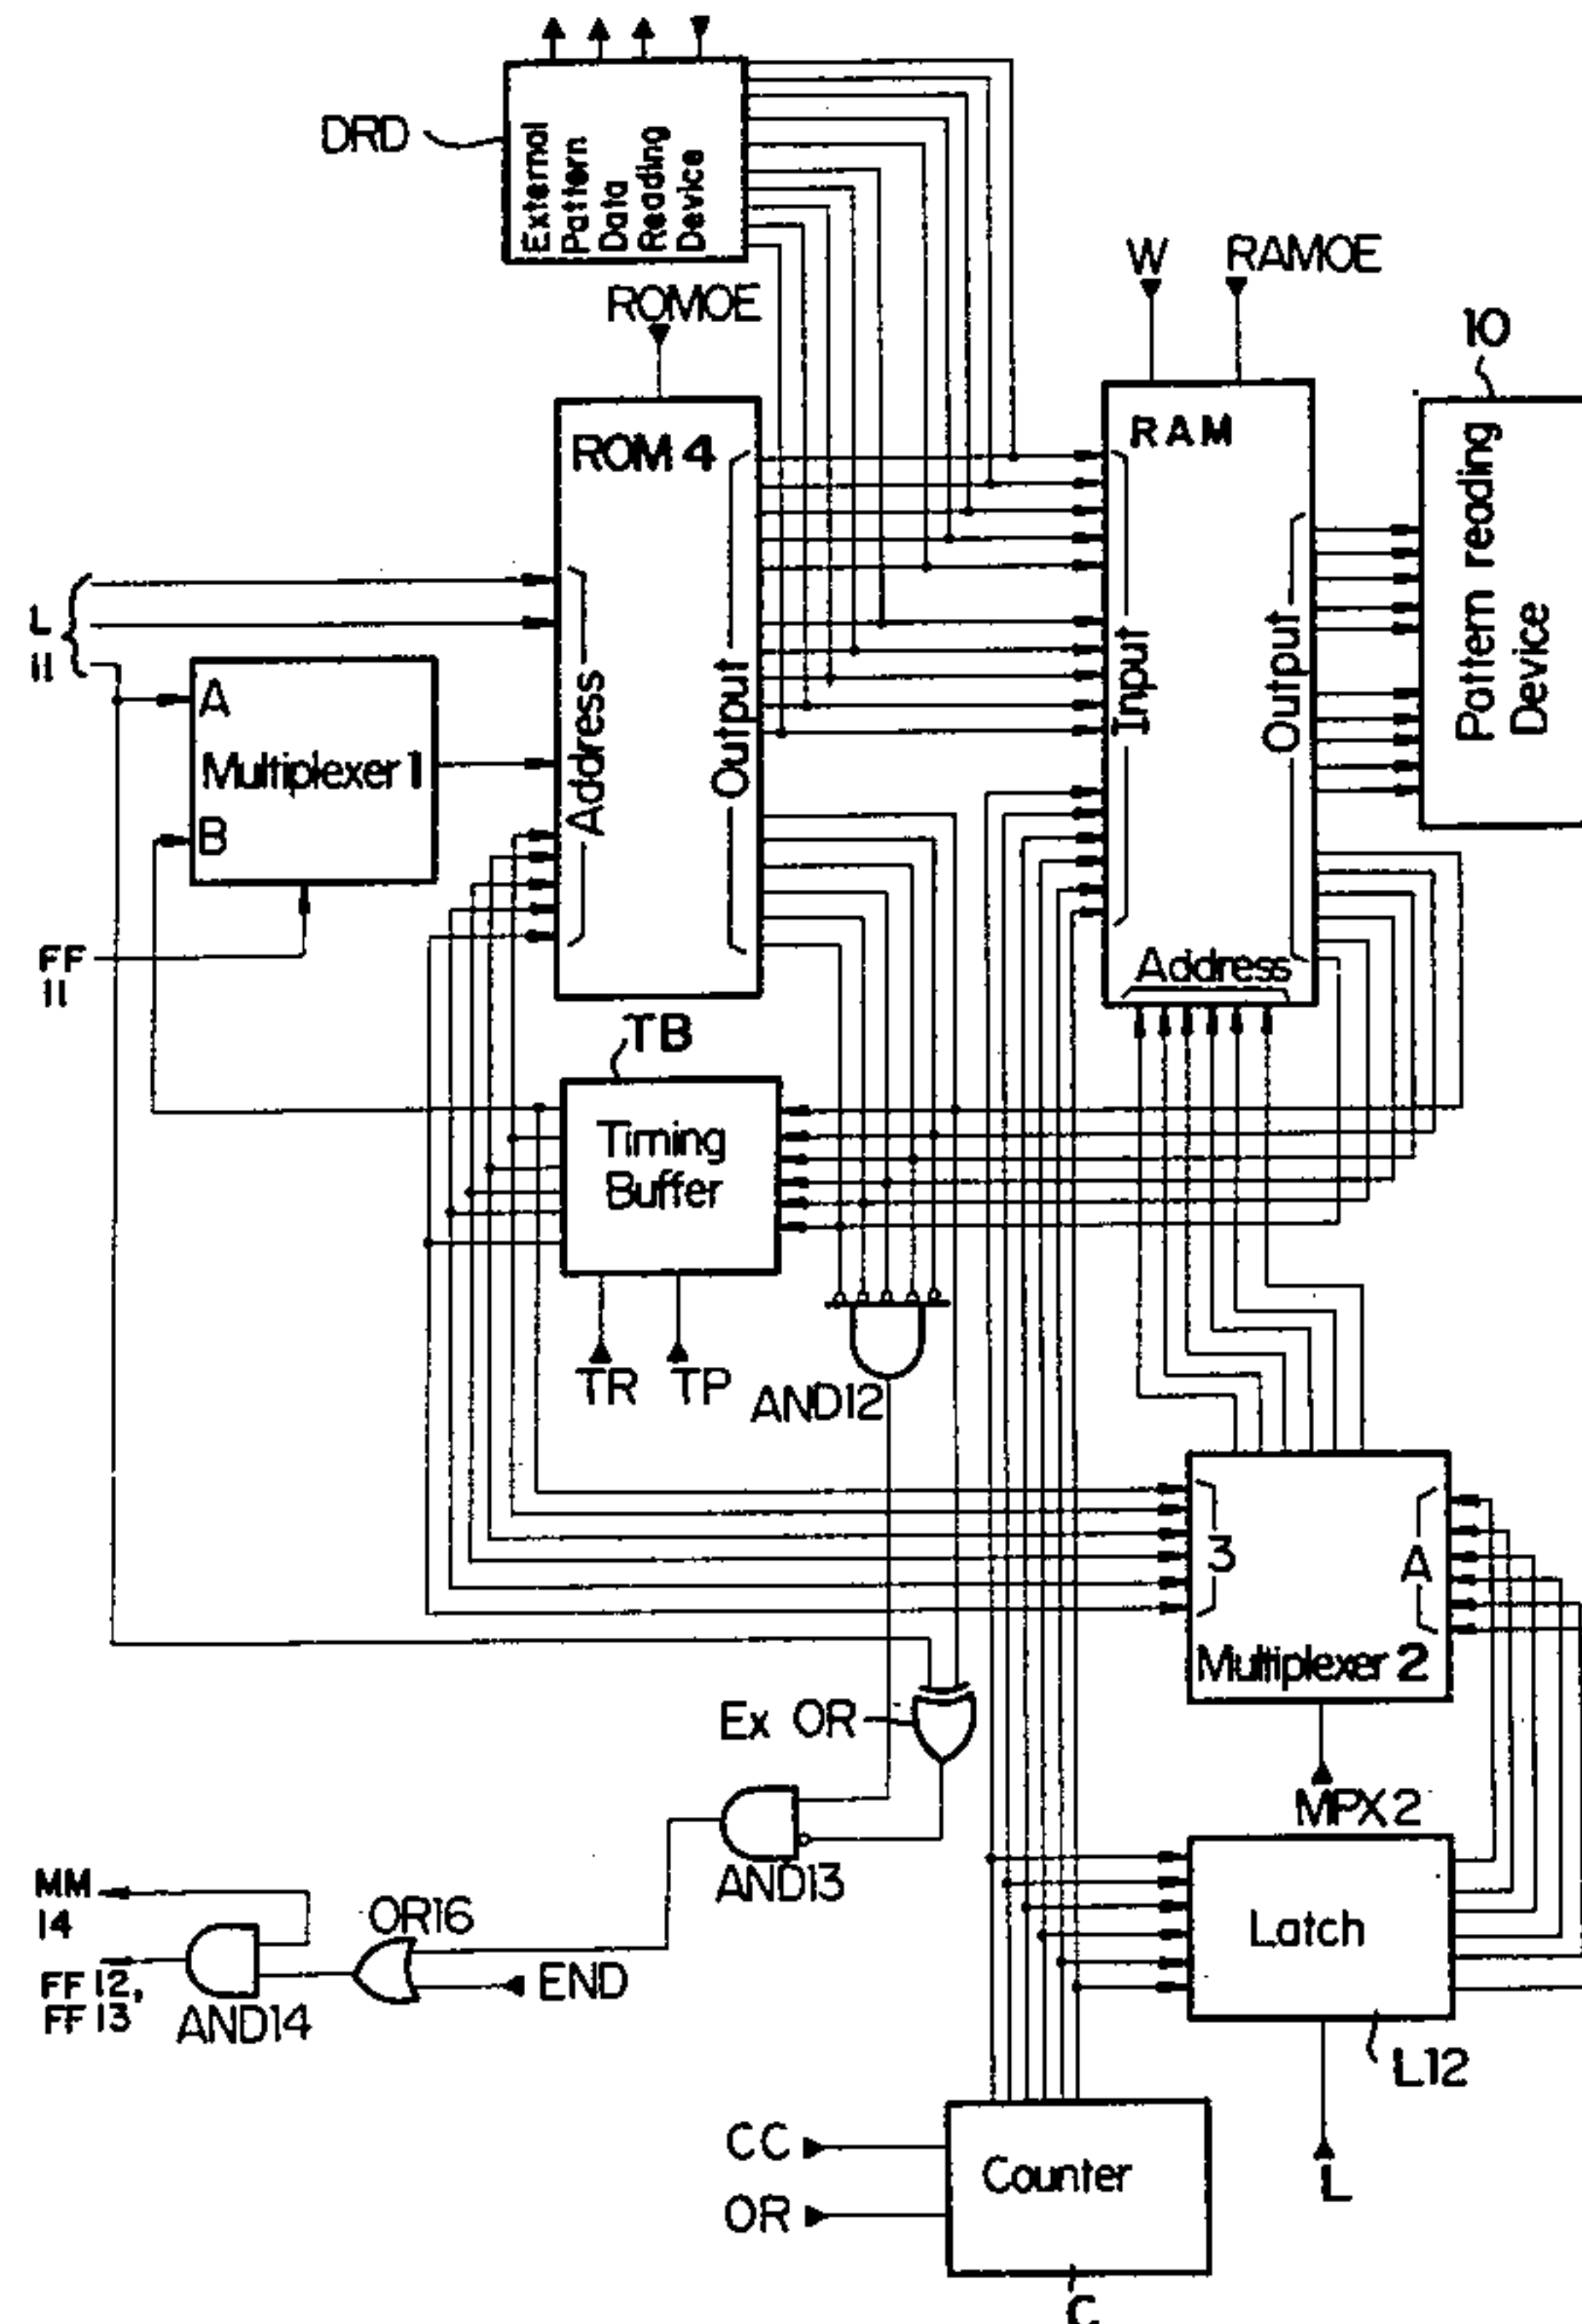 DRD
External
Pattern
Data
Reading
Device
ROMOE
W
RAMOE
10
ROM 4
RAM
Pattern reading
Device
L
11
A
Multiplexer 1
B
Address
Output
Input
Output
Address
FF
11
TB
Timing
Buffer
TR
TP
AND12
3
A
Multiplexer 2
Ex OR
MPX2
AND13
MM
14
OR16
Latch
FF 12,
FF 13
AND14
END
L12
CC
Counter
L
OR
C